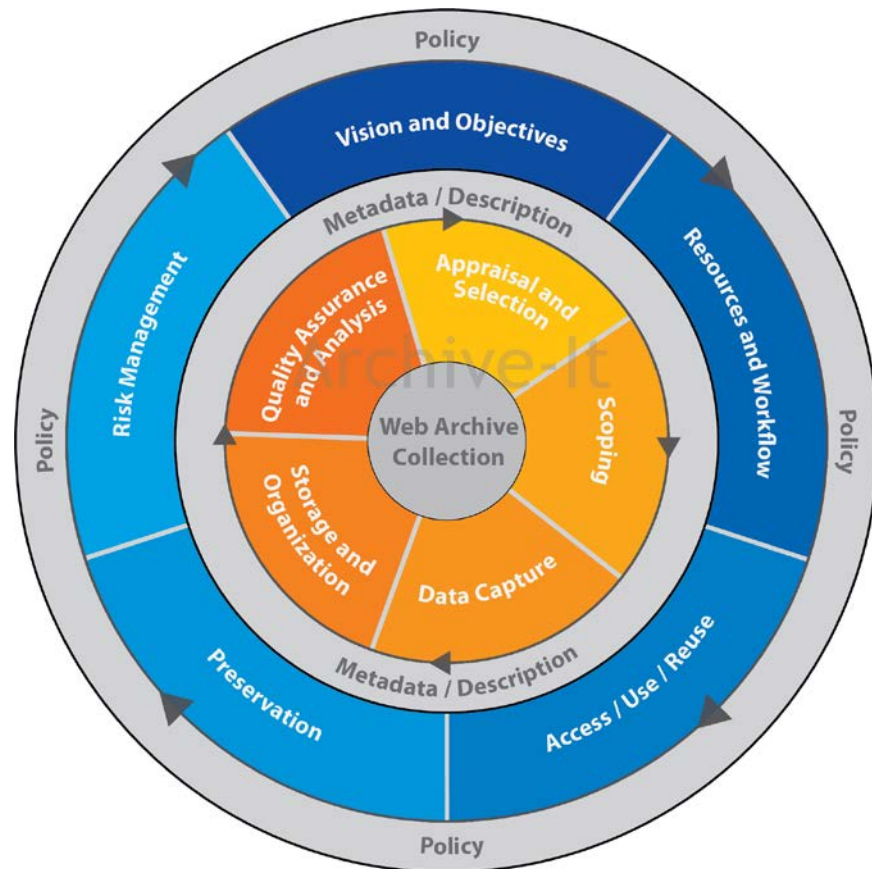 Policy
Vision and Objectives
Metadata / Description
Appraisal and
Selection
Quality Assurance
and Analysis
Archive-It
Risk Management
Resources and Workflow
Policy
Policy
Web Archive
Collection
Scoping
Storage and
Organization
Data Capture
Metadata / Description
Preservation
Access / Use / Reuse
Policy